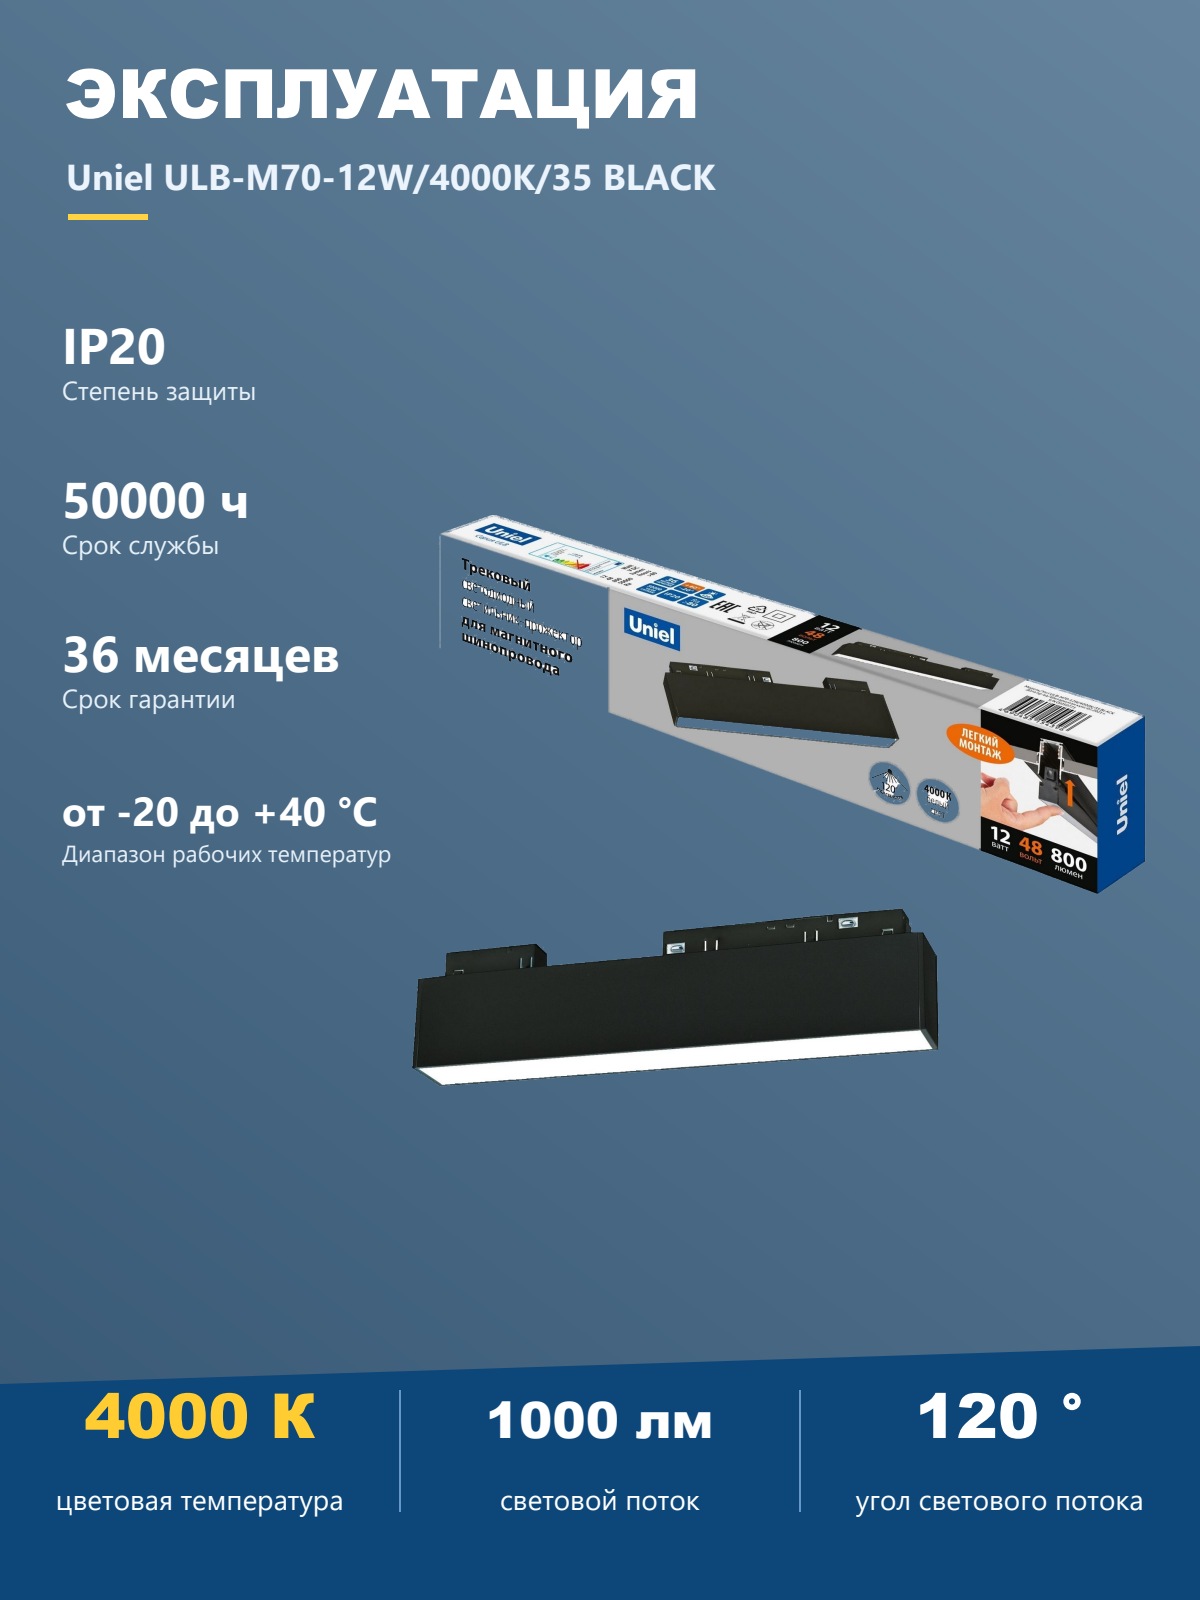 ЭКСПЛУАТАЦИЯ
Uniel ULB-M70-12W/4000K/35 BLACK
IP20
Степень защиты
50000 ч
Срок службы
36 месяцев
Срок гарантии
от -20 до +40 °C
Диапазон рабочих температур
Uniel
Трековый
для магнитного
шинопровода
EAC
12
48
800
Uniel
ЛЕГКИЙ
МОНТАЖ
4000К
12 48 800
ватт вольт люмен
Uniel
4000 К
цветовая температура
1000 лм
световой поток
120 °
угол светового потока